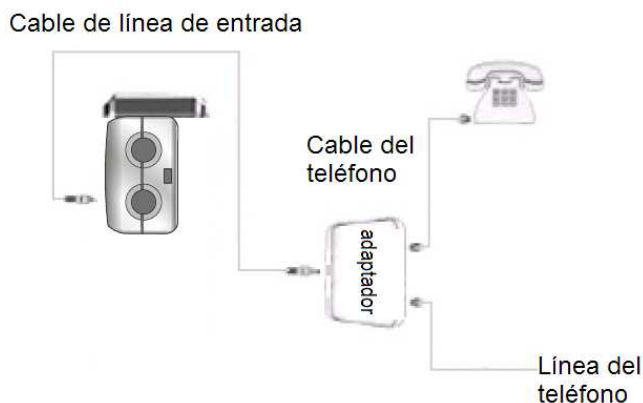 Cable de línea de entrada
Cable del
teléfono
adaptador
Línea del
teléfono